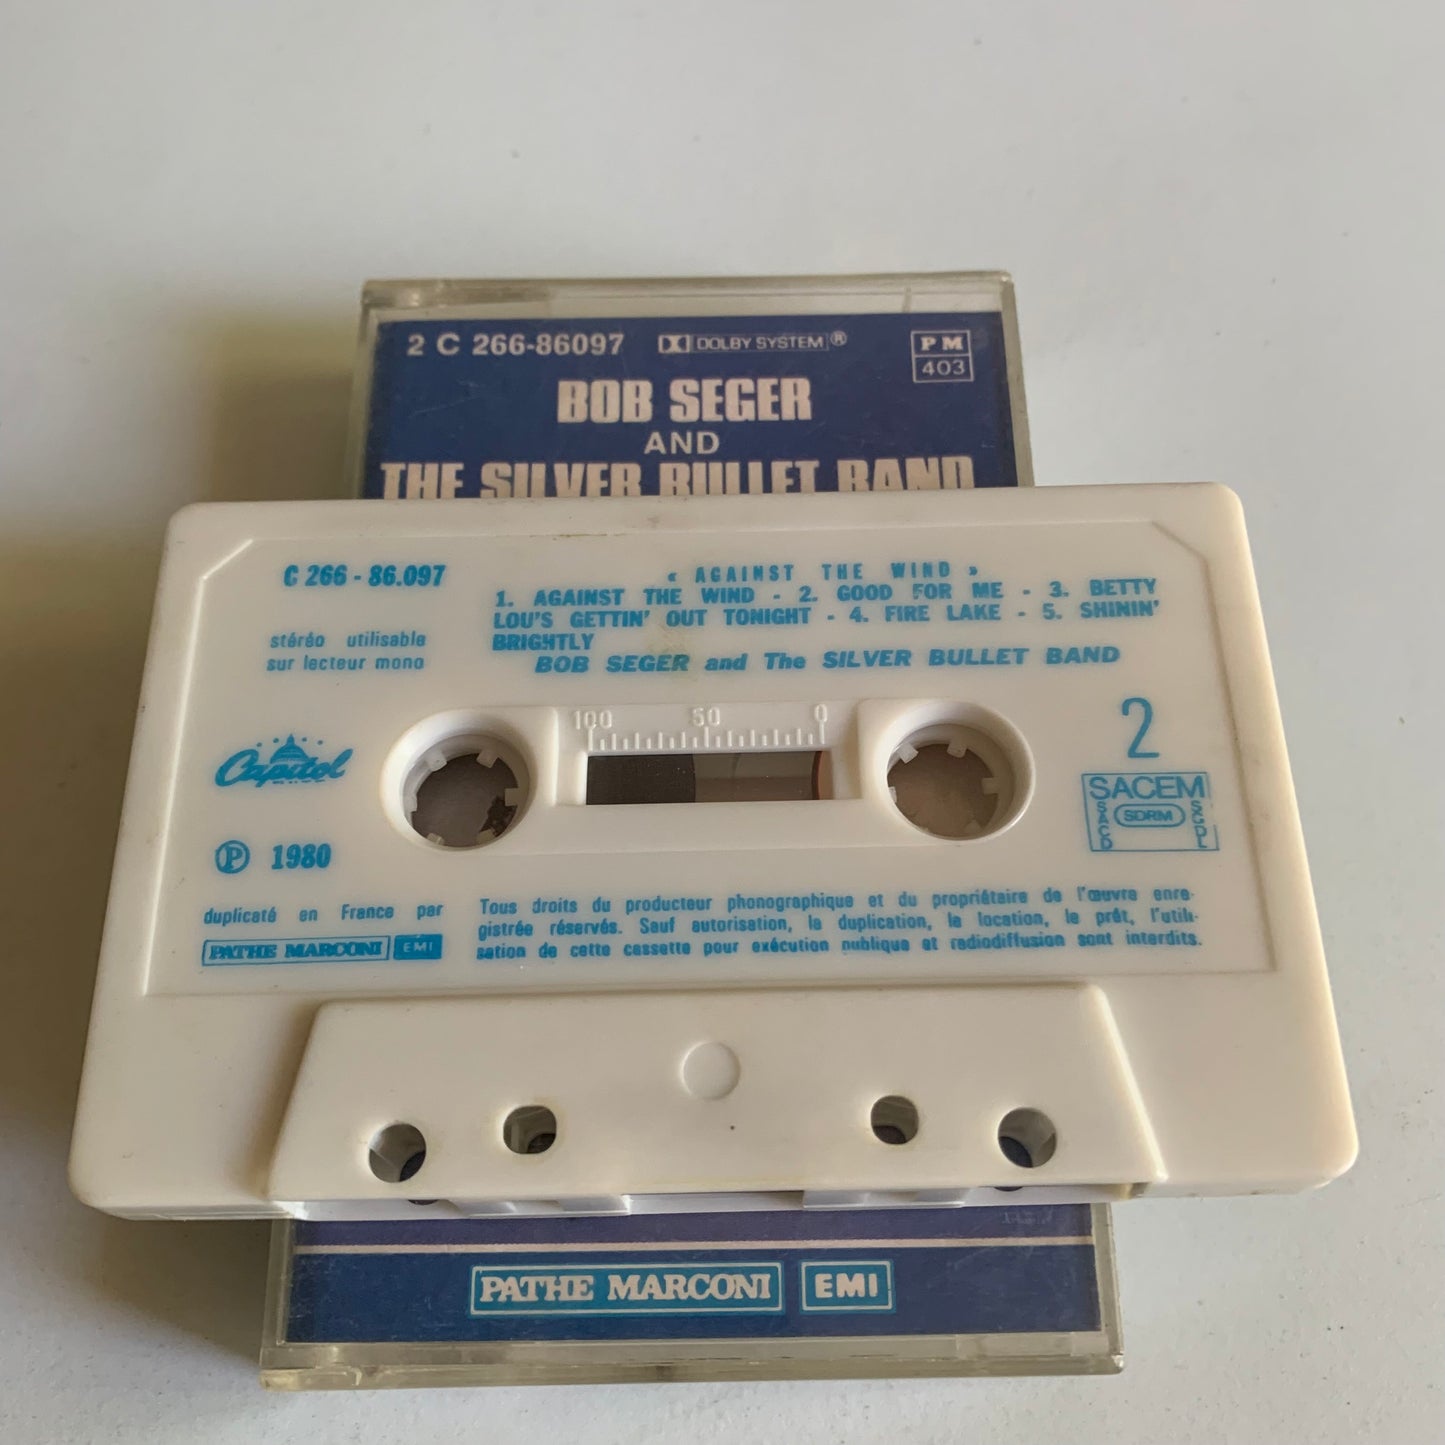 2 C 266-86097 DOLBY SYSTEM® PM
403
BOB SEGER
AND
THE SILVER BULLET BAND
C 266 - 86.097
stéréo utilisable
sur lecteur mono
« AGAINST THE WIND »
1. AGAINST THE WIND - 2. GOOD FOR ME - 3. BETTY
LOU'S GETTIN' OUT TONIGHT - 4. FIRE LAKE - 5. SHININ'
BRIGHTLY
BOB SEGER and The SILVER BULLET BAND
100 50 0
2
Capitol
SACEM
SACD SDRM SGDL
Ⓟ 1980
duplicaté en France par
PATHE MARCONI EMI
Tous droits du producteur phonographique et du propriétaire de l'œuvre enre-
gistrée réservés. Sauf autorisation, la duplication, la location, le prêt, l'utili-
sation de cette cassette pour exécution publique et radiodiffusion sont interdits.
PATHE MARCONI EMI